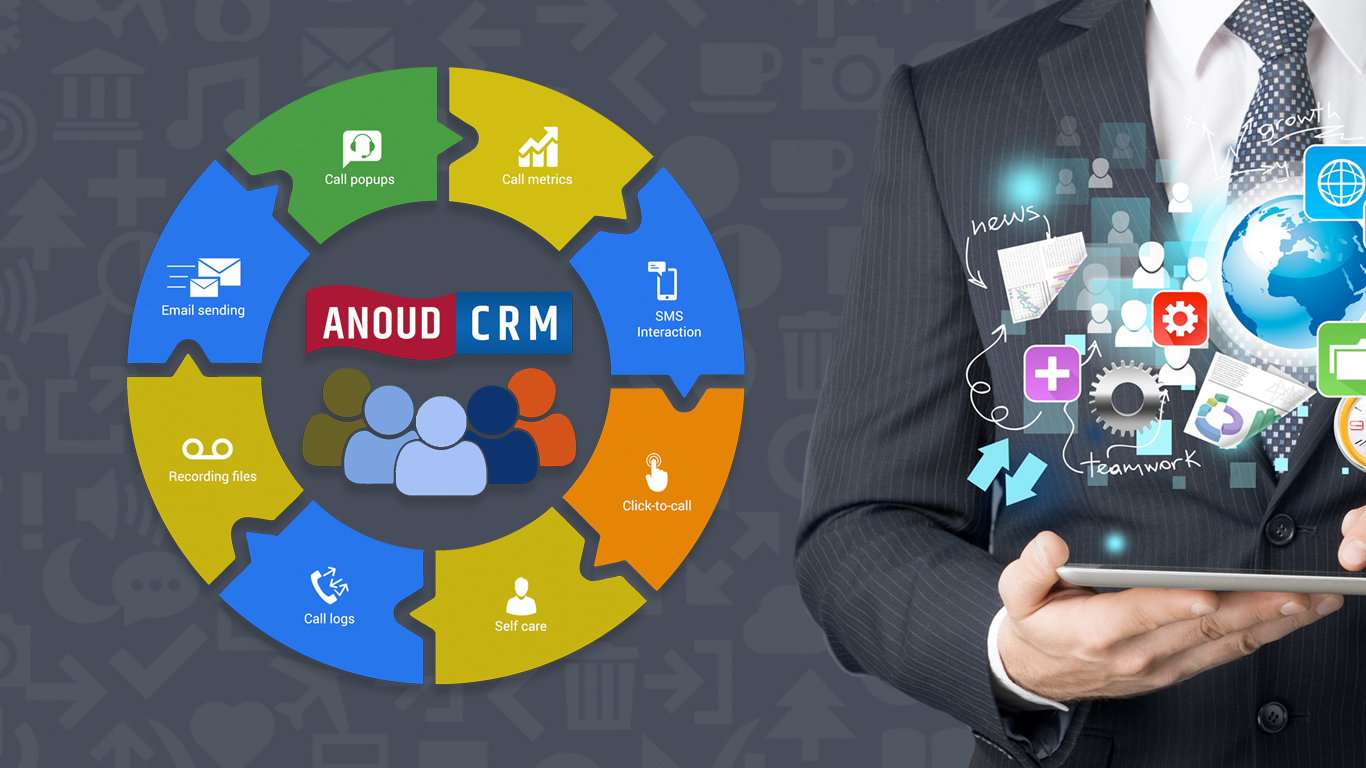 Call popups
Call metrics
Email sending
SMS
Interaction
ANOUD CRM
Recording files
Click-to-call
Call logs
Self care
growth
x
y
news
teamwork